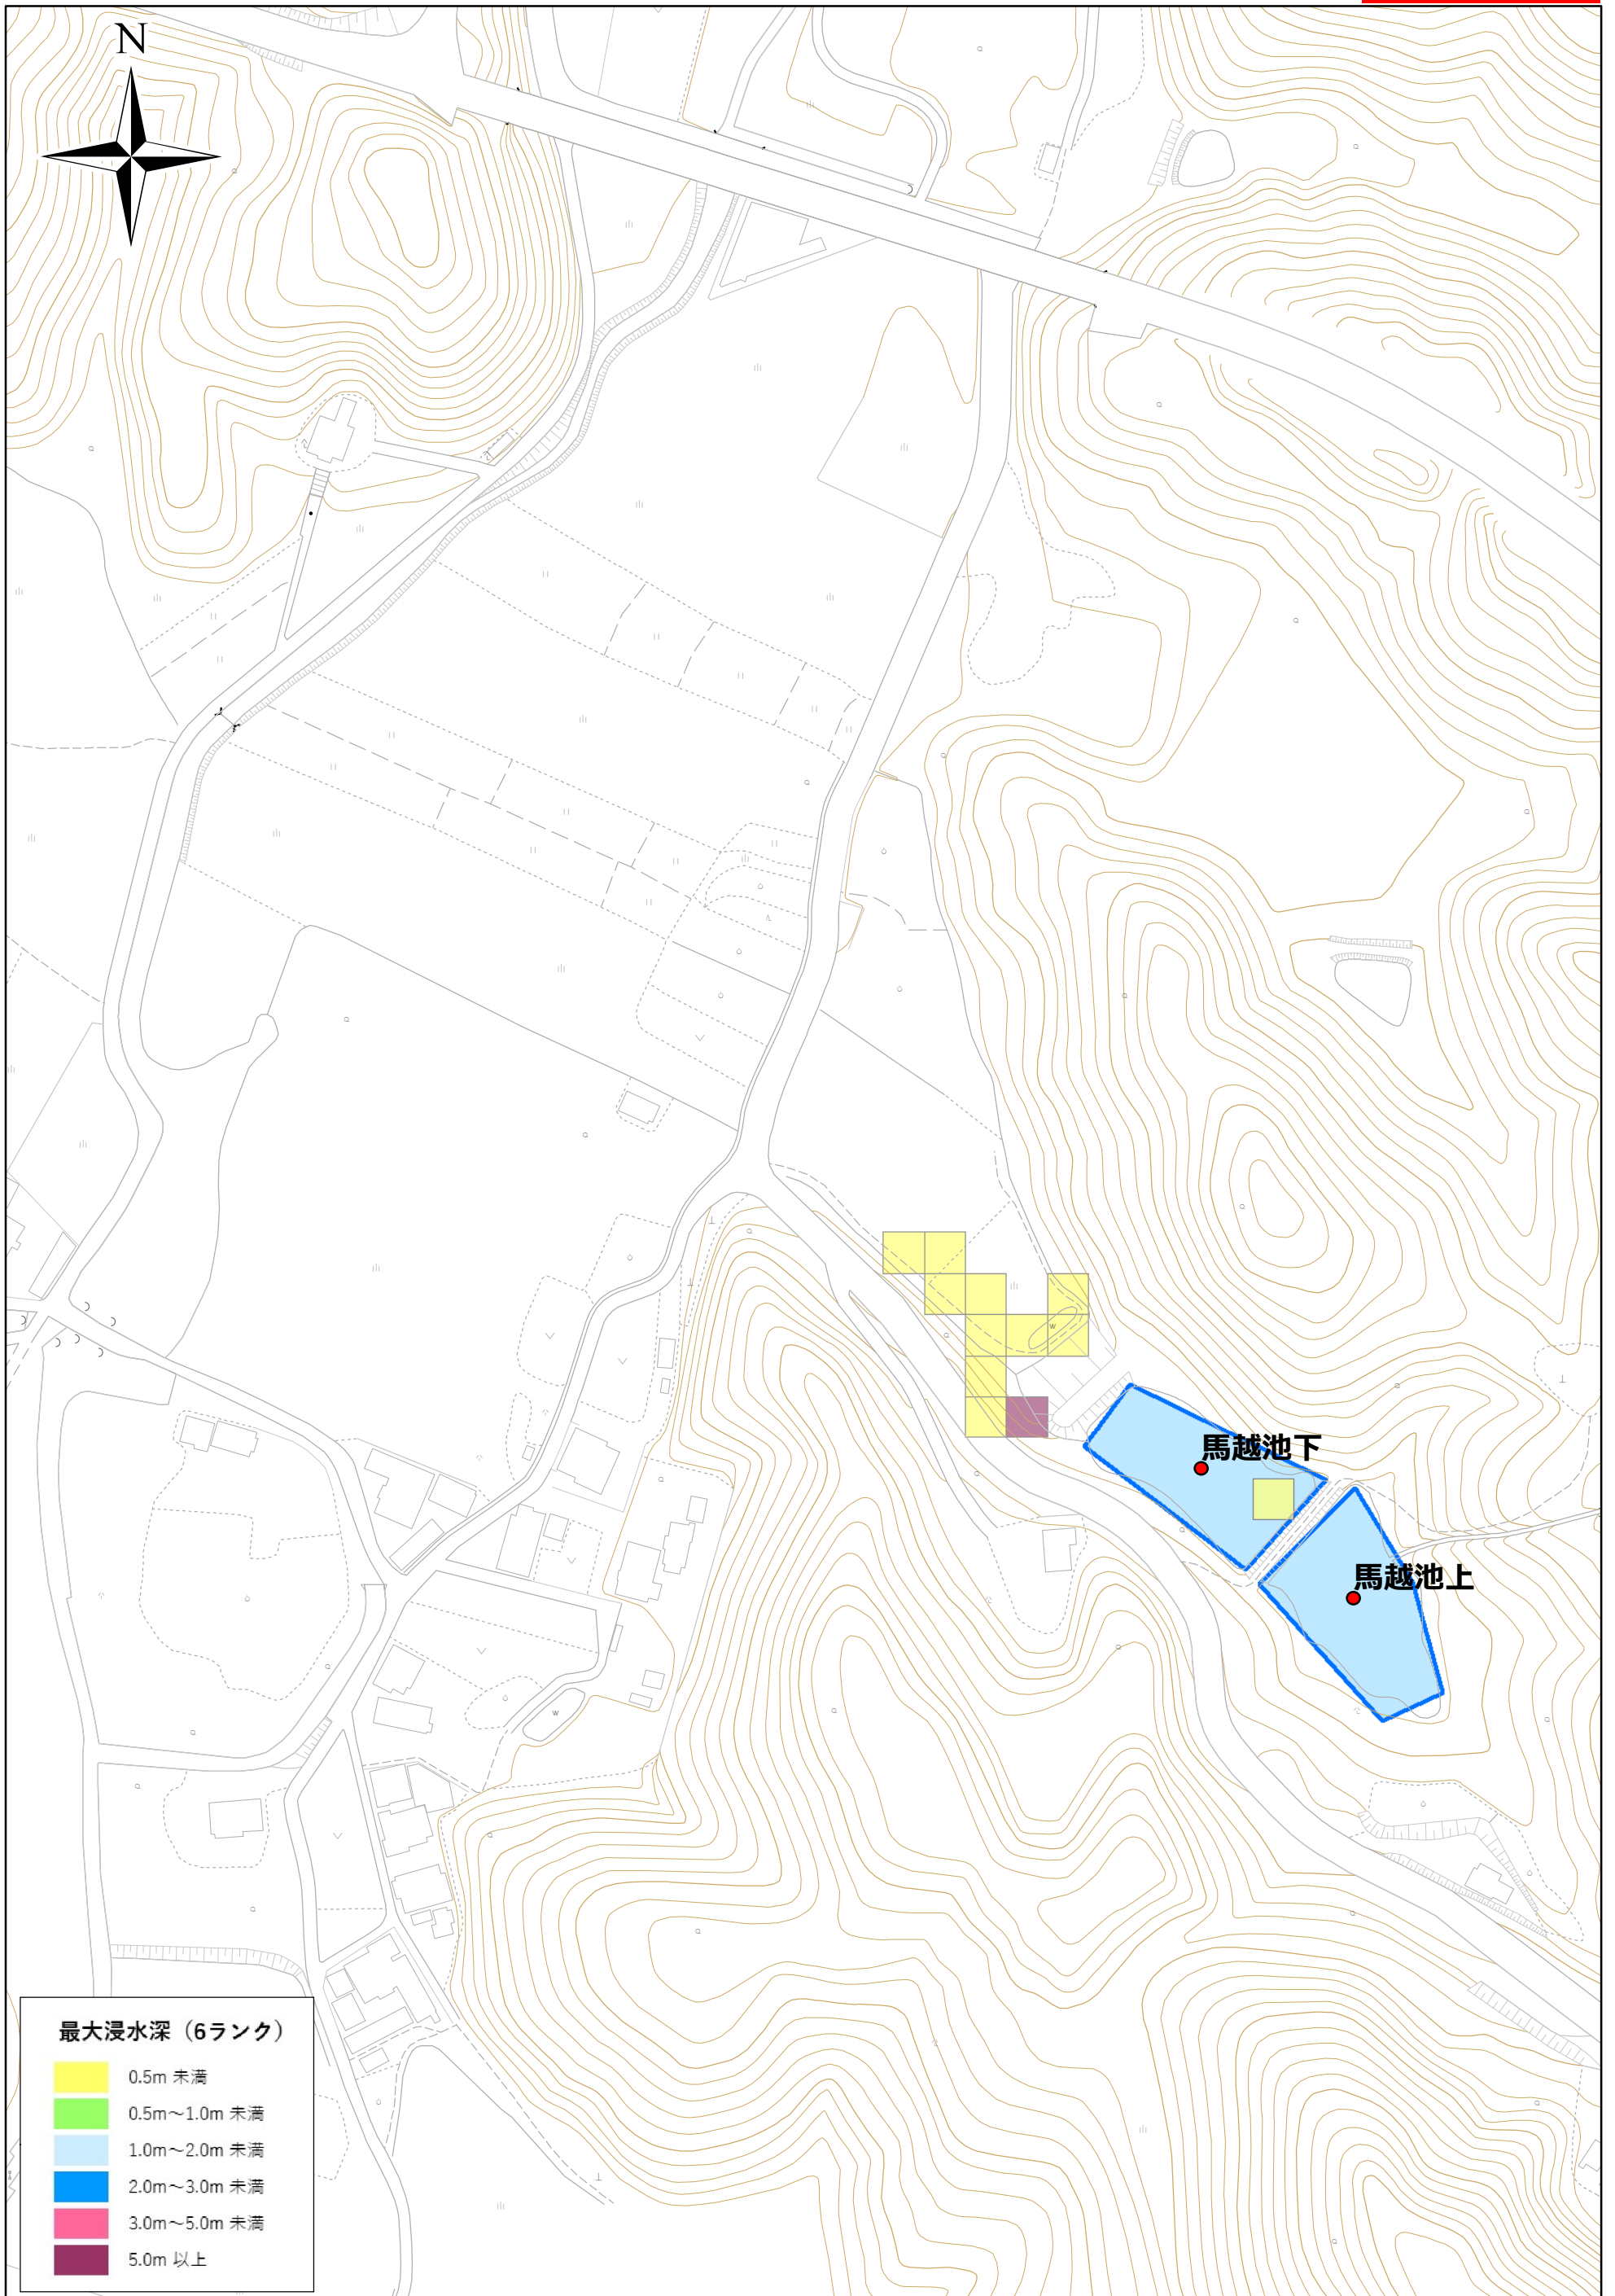 N
W
馬越池下
馬越池上
W
最大浸水深（6ランク）
0.5m 未満
0.5m～1.0m 未満
1.0m～2.0m 未満
2.0m～3.0m 未満
3.0m～5.0m 未満
5.0m 以上